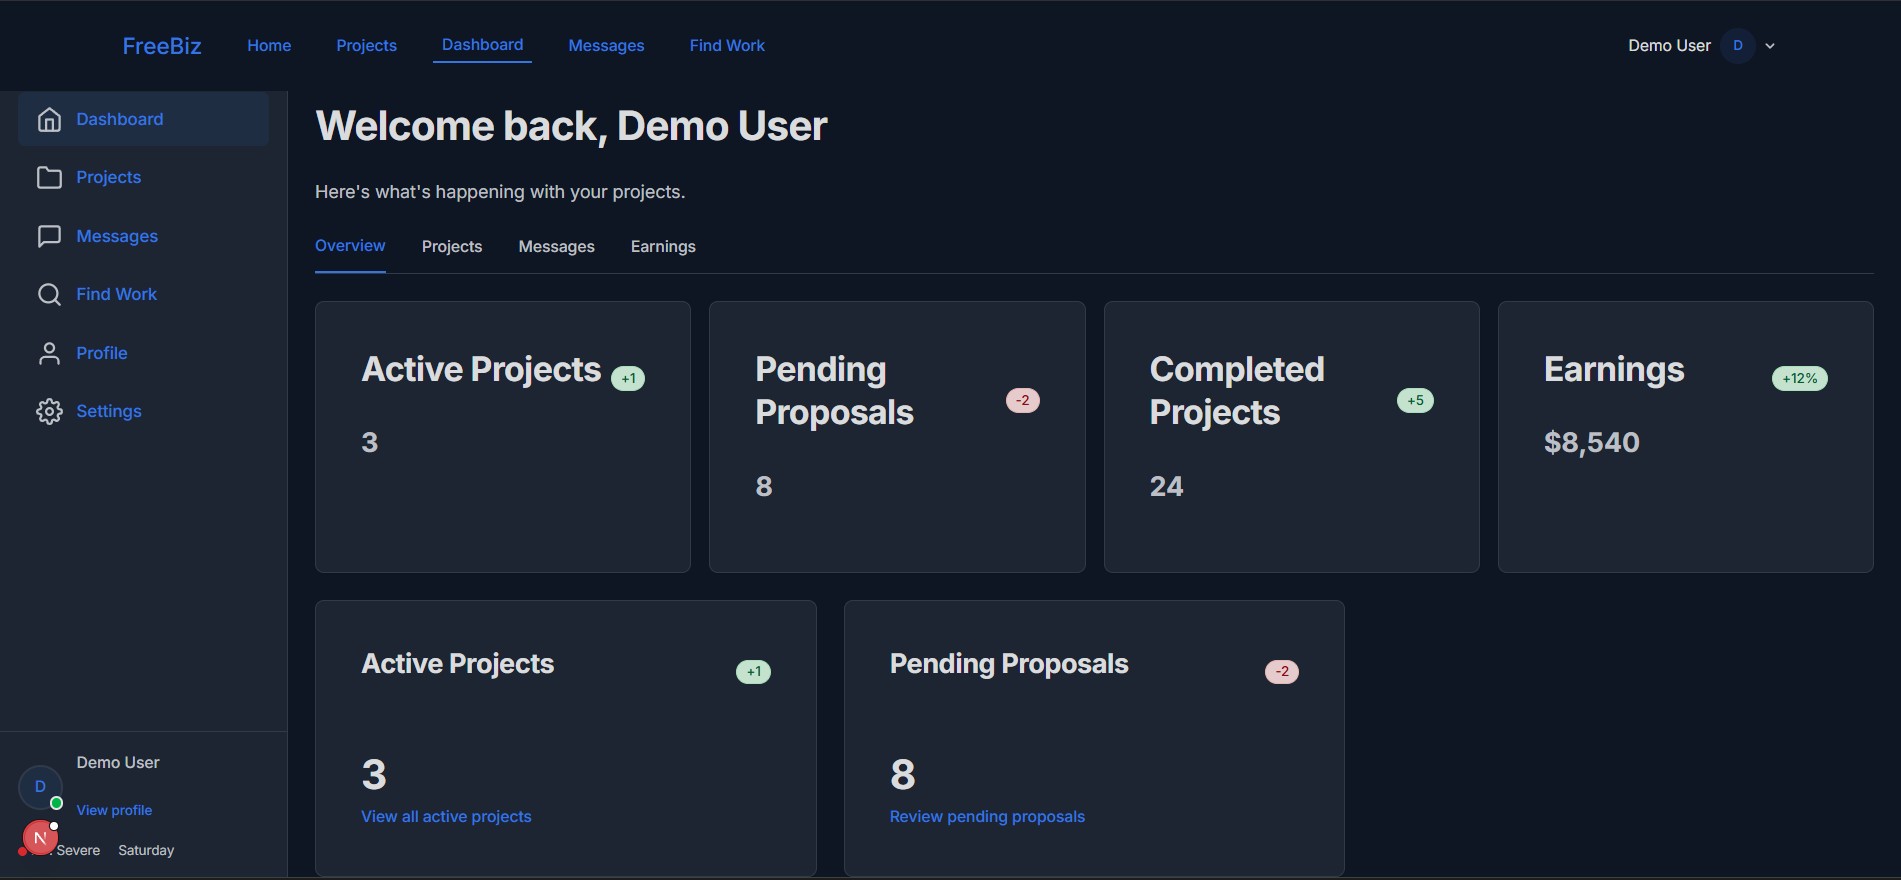 FreeBiz
Home
Projects
Dashboard
Messages
Find Work
Demo User
D
Dashboard
Projects
Messages
Find Work
Profile
Settings
D
Demo User
View profile
N
Severe
Saturday
Welcome back, Demo User
Here's what's happening with your projects.
Overview
Projects
Messages
Earnings
Active Projects
+1
3
Pending
Proposals
-2
8
Completed
Projects
+5
24
Earnings
+12%
$8,540
Active Projects
+1
3
View all active projects
Pending Proposals
-2
8
Review pending proposals